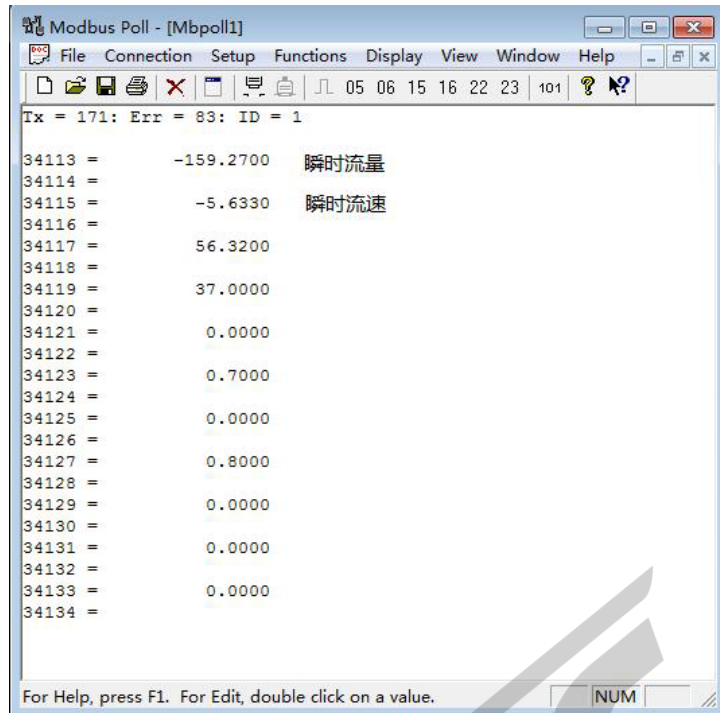 Modbus Poll - [Mbpoll1]
File Connection Setup Functions Display View Window Help
05 06 15 16 22 23 101
Tx = 171: Err = 83: ID = 1
34113 = -159.2700 瞬时流量
34114 =
34115 = -5.6330 瞬时流速
34116 =
34117 = 56.3200
34118 =
34119 = 37.0000
34120 =
34121 = 0.0000
34122 =
34123 = 0.7000
34124 =
34125 = 0.0000
34126 =
34127 = 0.8000
34128 =
34129 = 0.0000
34130 =
34131 = 0.0000
34132 =
34133 = 0.0000
34134 =
For Help, press F1. For Edit, double click on a value. NUM